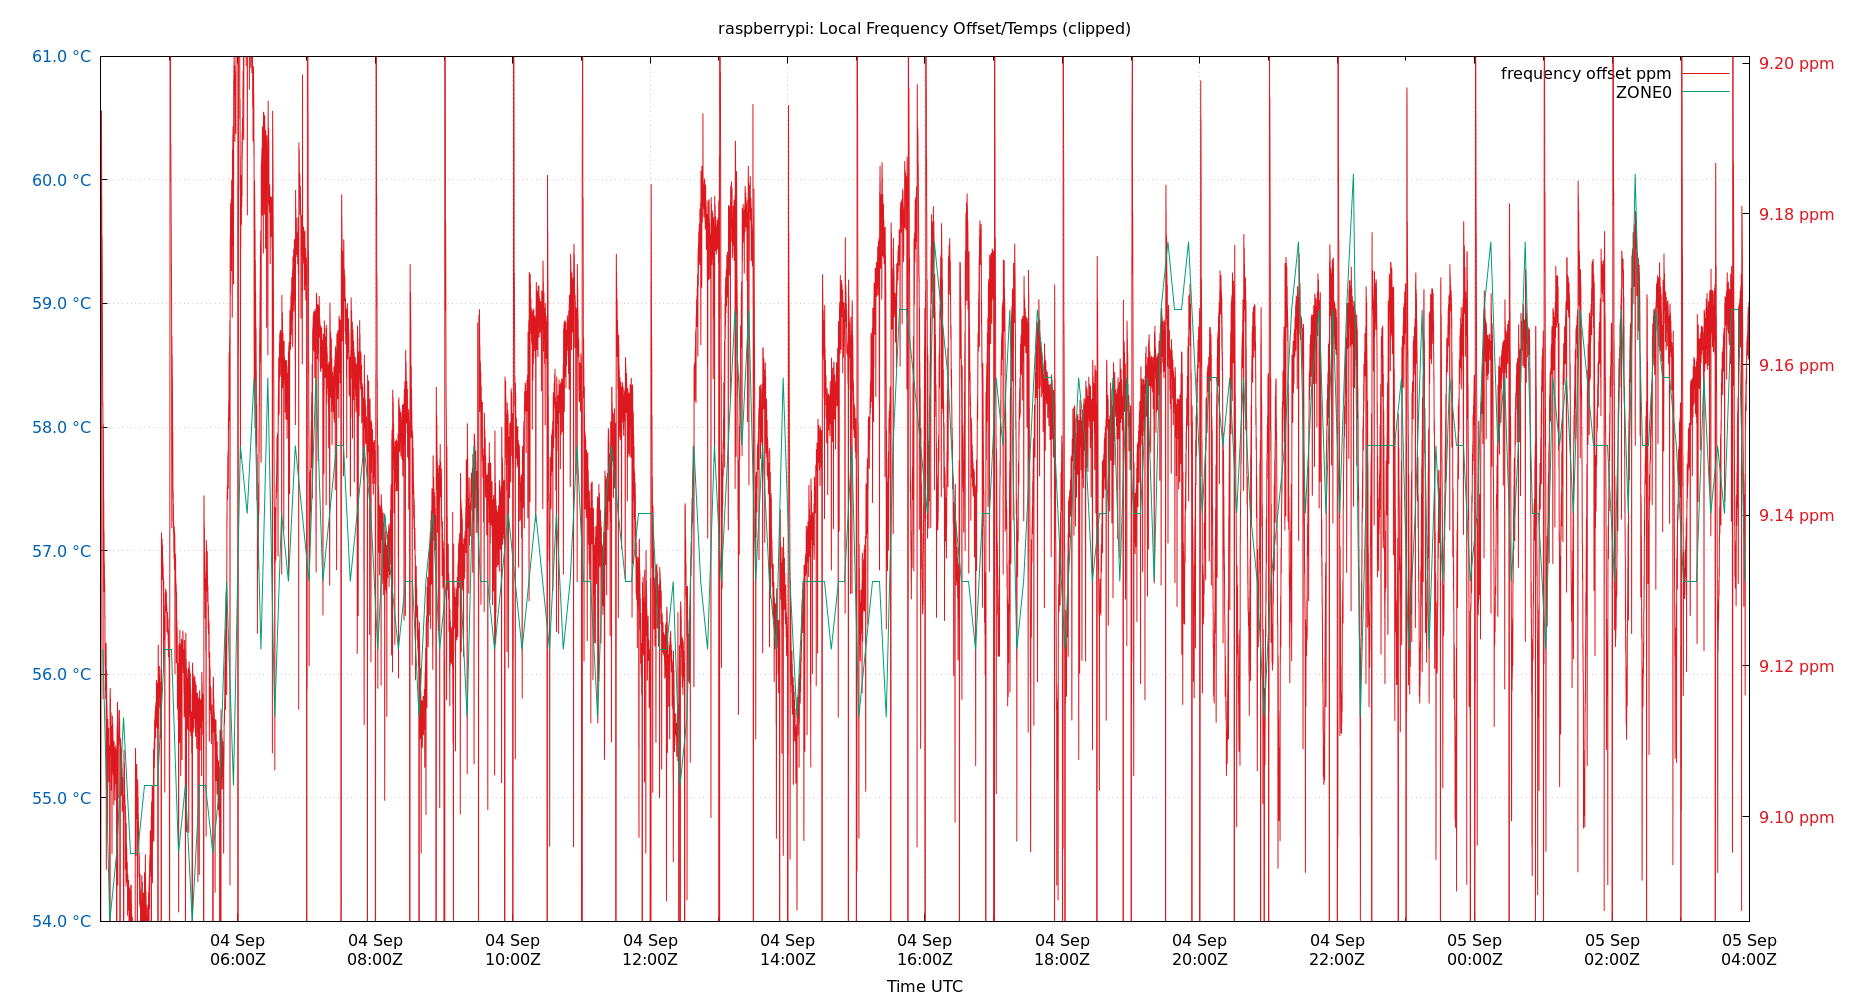 raspberrypi: Local Frequency Offset/Temps (clipped)
61.0 °C
60.0 °C
59.0 °C
58.0 °C
57.0 °C
56.0 °C
55.0 °C
54.0 °C
frequency offset ppm
ZONE0
9.20 ppm
9.18 ppm
9.16 ppm
9.14 ppm
9.12 ppm
9.10 ppm
04 Sep
06:00Z
04 Sep
08:00Z
04 Sep
10:00Z
04 Sep
12:00Z
04 Sep
14:00Z
04 Sep
16:00Z
04 Sep
18:00Z
04 Sep
20:00Z
04 Sep
22:00Z
05 Sep
00:00Z
05 Sep
02:00Z
05 Sep
04:00Z
Time UTC